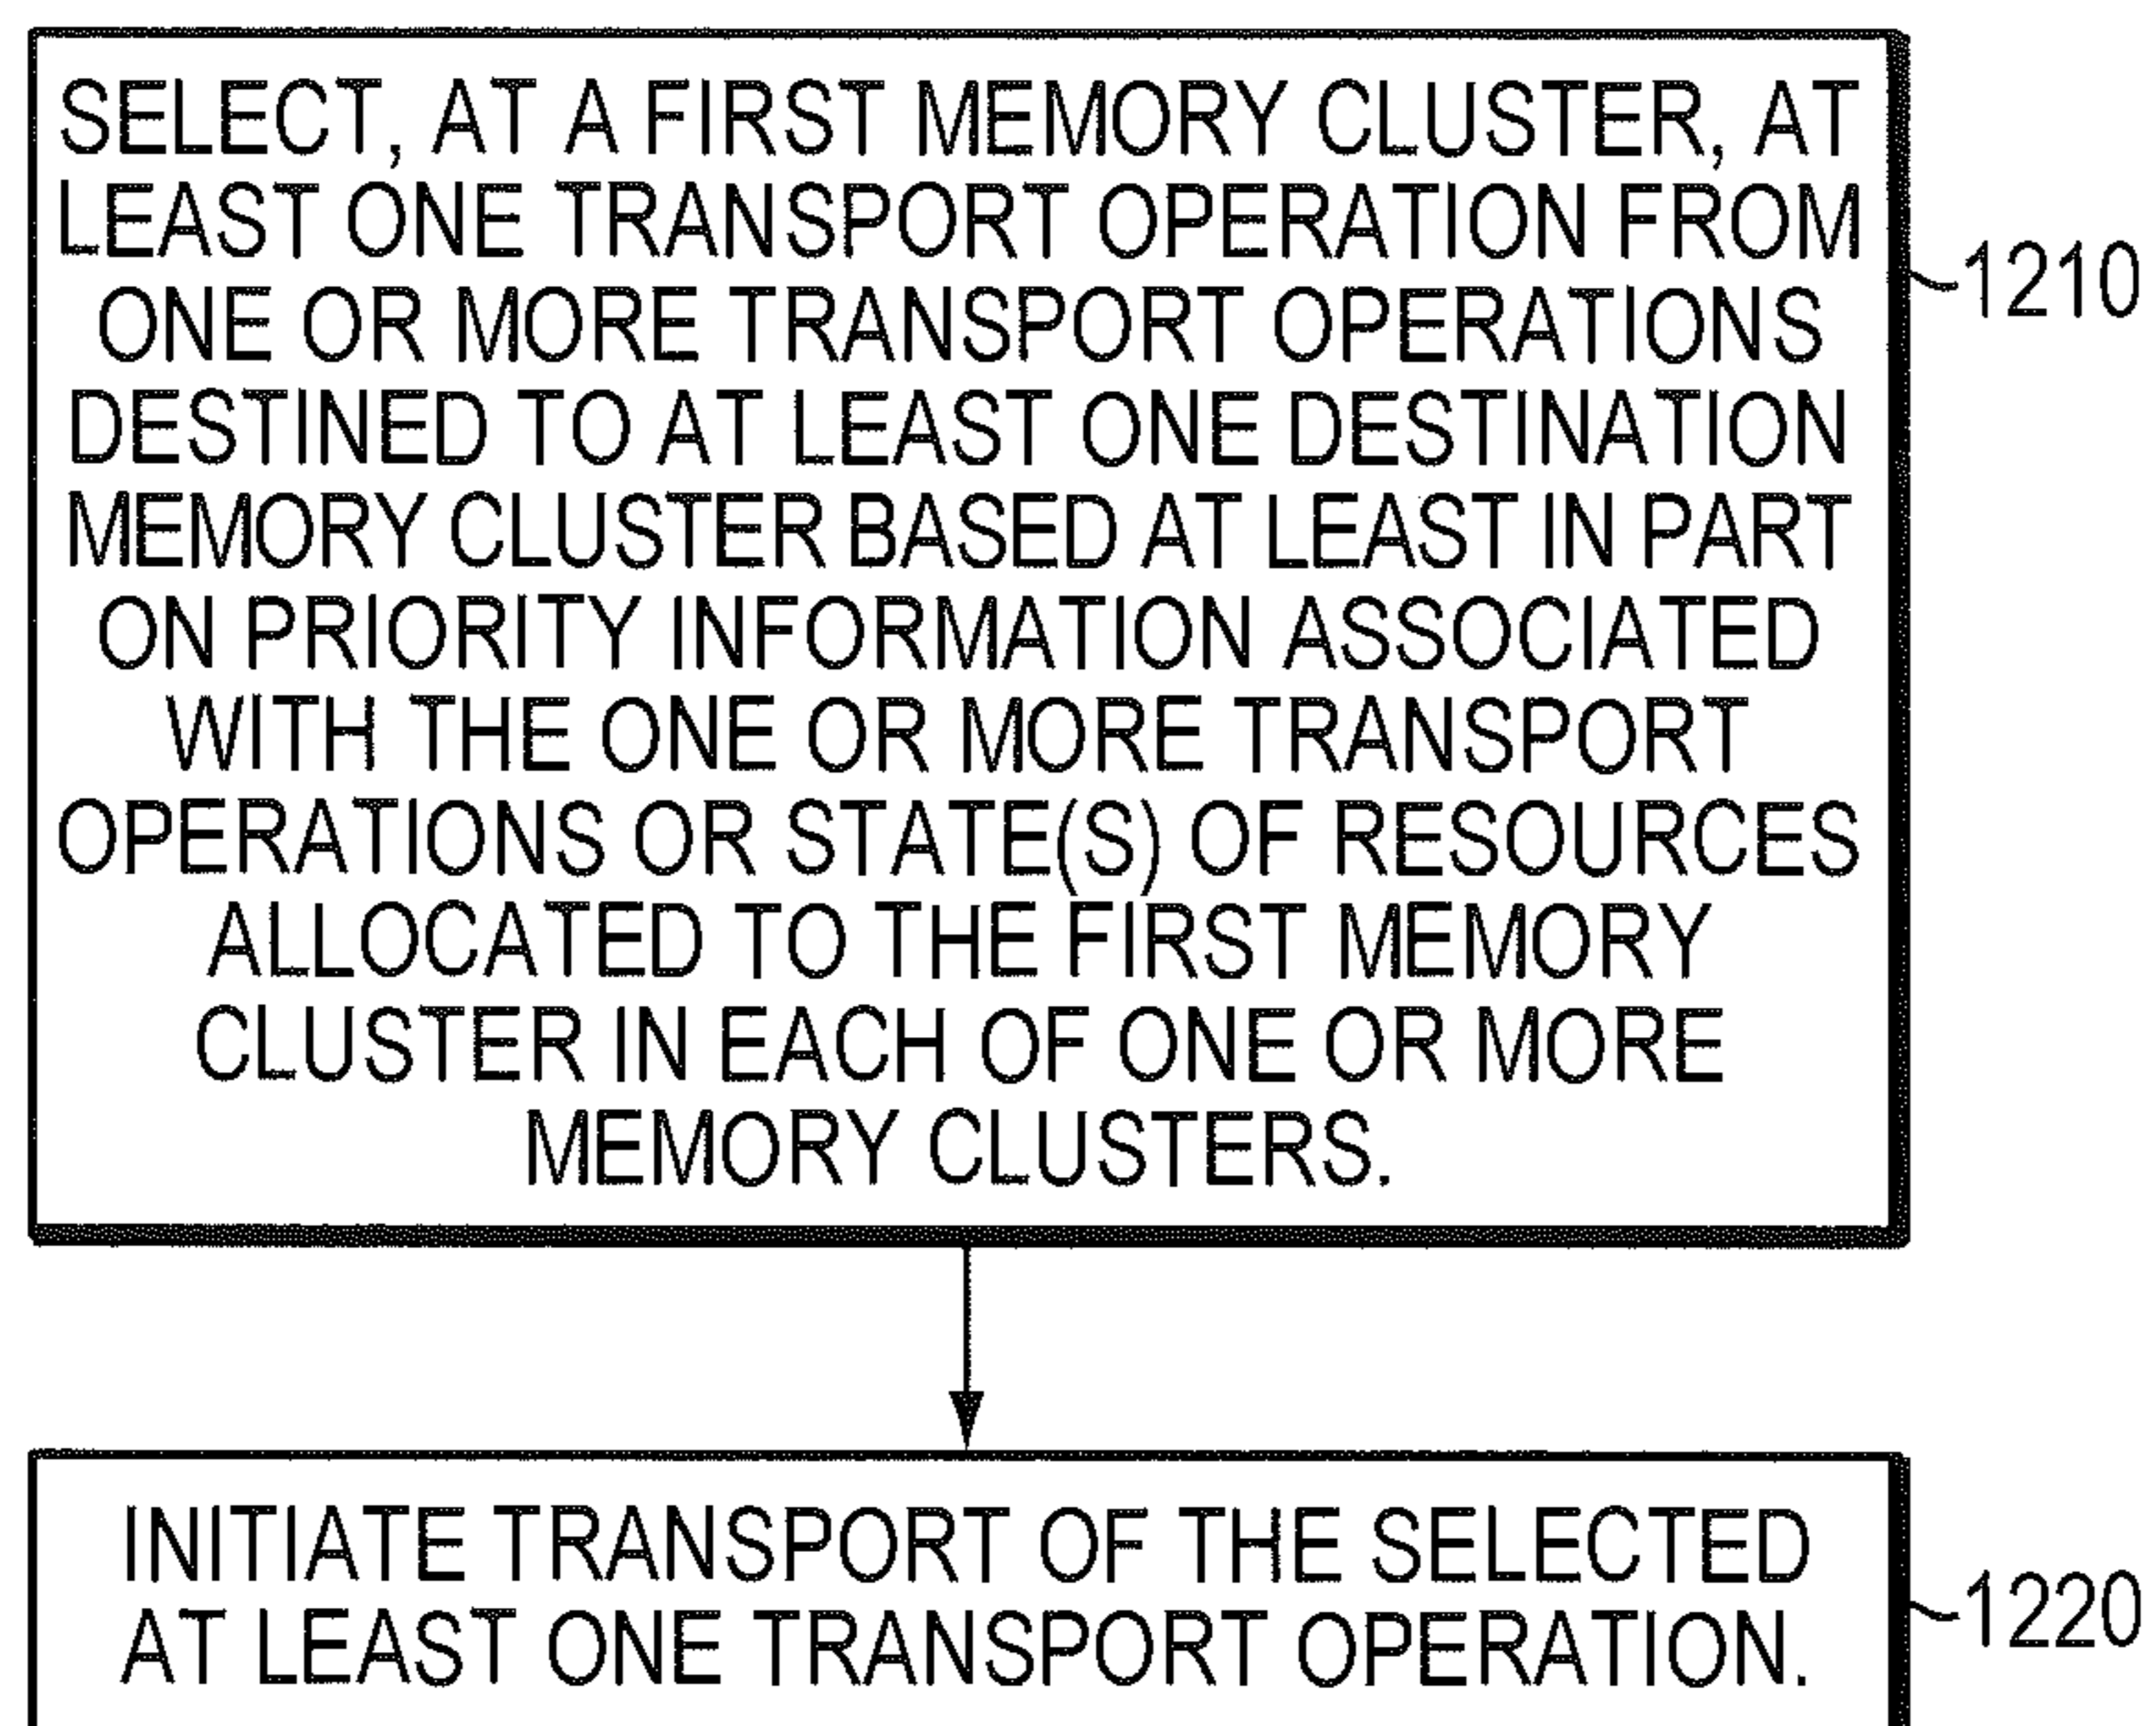 SELECT, AT A FIRST MEMORY CLUSTER, AT
LEAST ONE TRANSPORT OPERATION FROM
ONE OR MORE TRANSPORT OPERATIONS
DESTINED TO AT LEAST ONE DESTINATION
MEMORY CLUSTER BASED AT LEAST IN PART
ON PRIORITY INFORMATION ASSOCIATED
WITH THE ONE OR MORE TRANSPORT
OPERATIONS OR STATE(S) OF RESOURCES
ALLOCATED TO THE FIRST MEMORY
CLUSTER IN EACH OF ONE OR MORE
MEMORY CLUSTERS.
1210
INITIATE TRANSPORT OF THE SELECTED
AT LEAST ONE TRANSPORT OPERATION.
1220